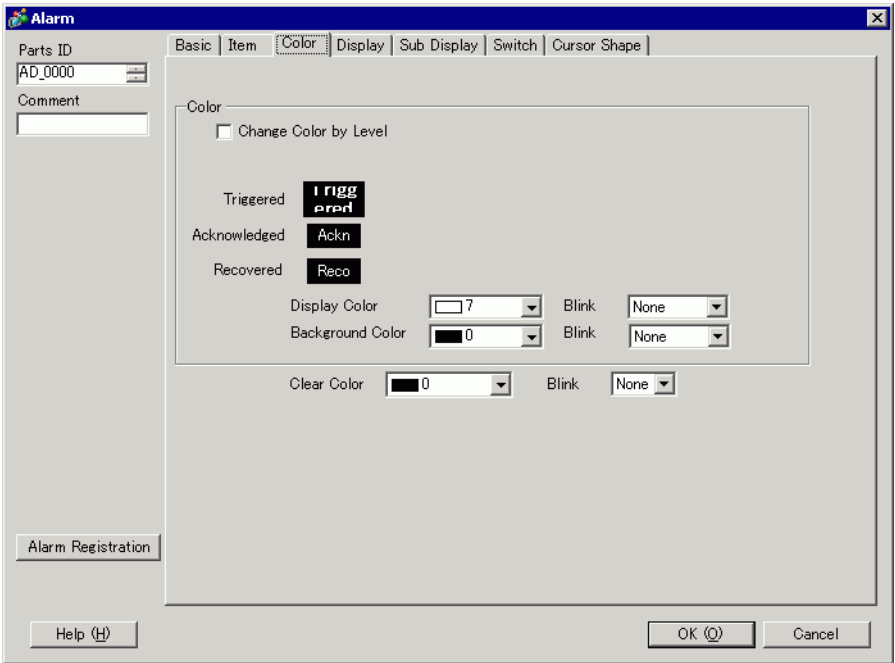 Alarm
Parts ID
AD_0000
Comment
Alarm Registration
Basic Item Color Display Sub Display Switch Cursor Shape
Color
Change Color by Level
Triggered Trigg
ered
Acknowledged Ackn
Recovered Reco
Display Color 7 Blink None
Background Color 0 Blink None
Clear Color 0 Blink None
Help (H) OK (O) Cancel